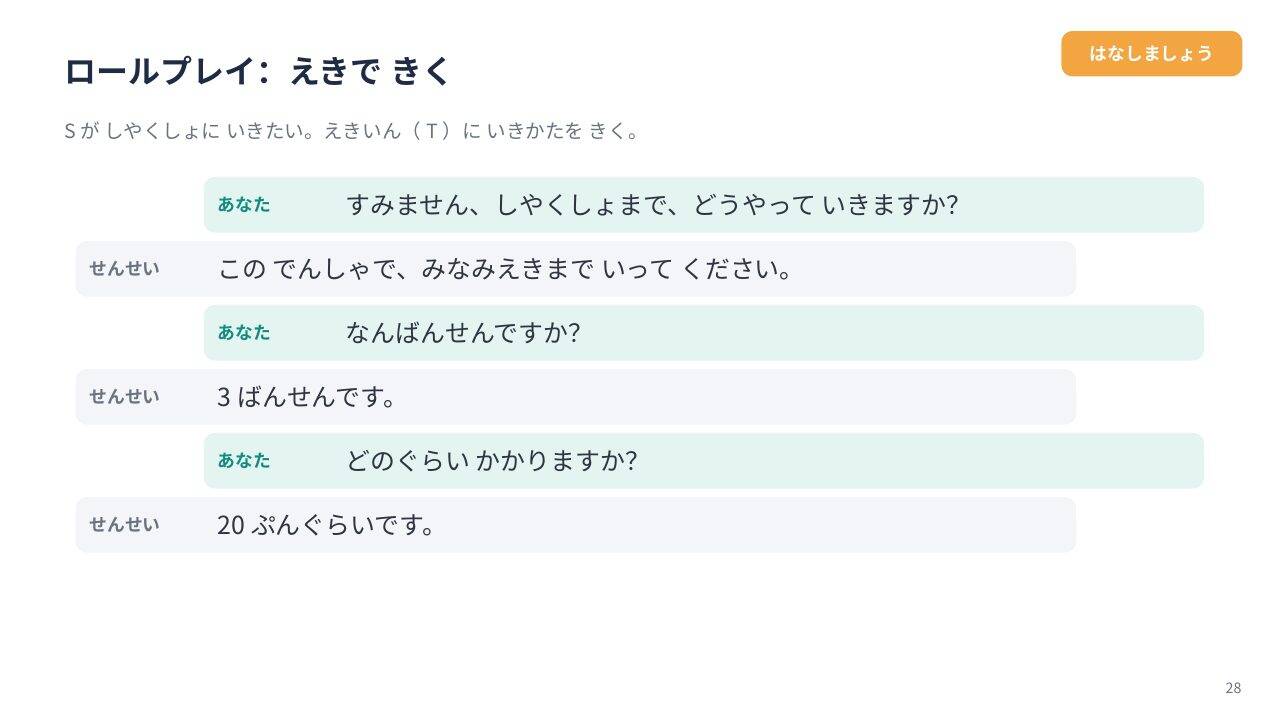 はなしましょう
ロールプレイ： えきで きく
S が しやくしょに いきたい。えきいん（ T ）に いきかたを きく。
あなた すみません、しやくしょまで、どうやって いきますか?
せんせい この でんしゃで、みなみえきまで いって ください。
あなた なんばんせんですか?
せんせい 3 ばんせんです。
あなた どのぐらい かかりますか?
せんせい 20 ぷんぐらいです。
28